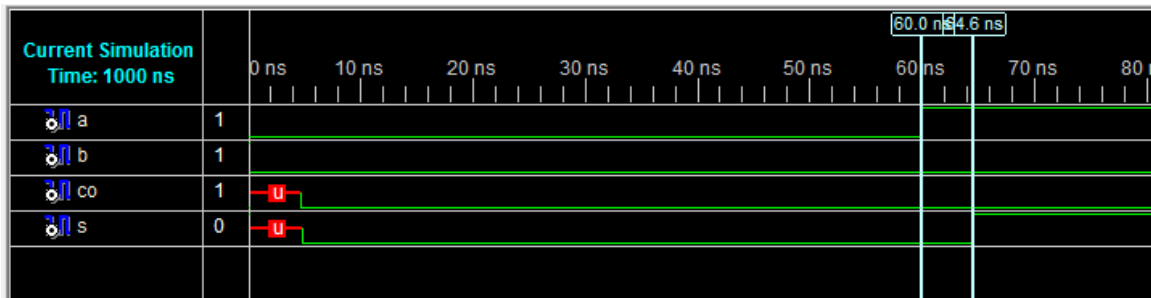 60.0 ns 64.6 ns
Current Simulation
Time: 1000 ns
0 ns 10 ns 20 ns 30 ns 40 ns 50 ns 60 ns 70 ns 80
a 1
b 1
co 1 u
s 0 u